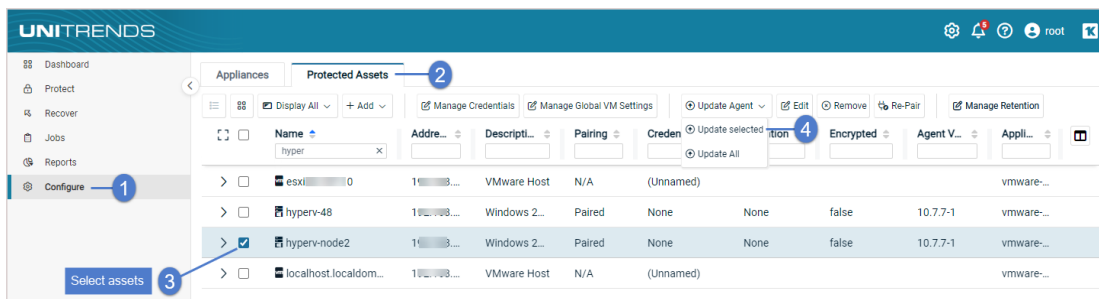 UNITRENDS
5
root
Dashboard
Protect
Recover
Jobs
Reports
Configure
1
Appliances Protected Assets
2
Display All + Add Manage Credentials Manage Global VM Settings Update Agent Edit Remove Re-Pair Manage Retention
Update selected
4
Update All
Name Addre... Descripti... Pairing Creden tion Encrypted Agent V... Appli...
hyper
esxi 0 VMware Host N/A (Unnamed) vmware-...
hyperv-48 Windows 2... Paired None None false 10.7.7-1 vmware-...
hyperv-node2 Windows 2... Paired None None false 10.7.7-1 vmware-...
localhost.localdom... VMware Host N/A (Unnamed) vmware-...
Select assets
3